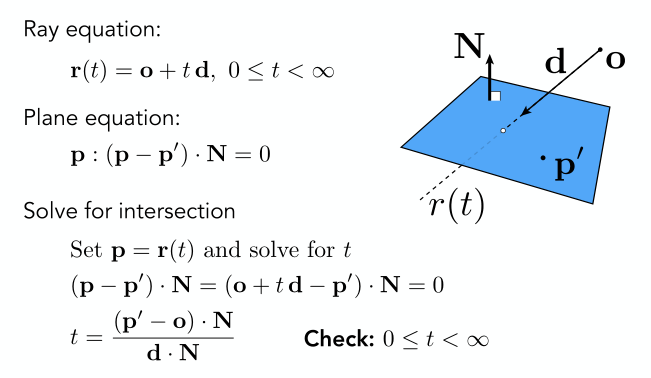 Ray equation:
r(t) = o + t d, 0 ≤ t < ∞
Plane equation:
p : (p − p′) · N = 0
Solve for intersection
Set p = r(t) and solve for t
(p − p′) · N = (o + t d − p′) · N = 0
t = (p′ − o) · N / d · N
Check: 0 ≤ t < ∞
N
d
o
p′
r(t)